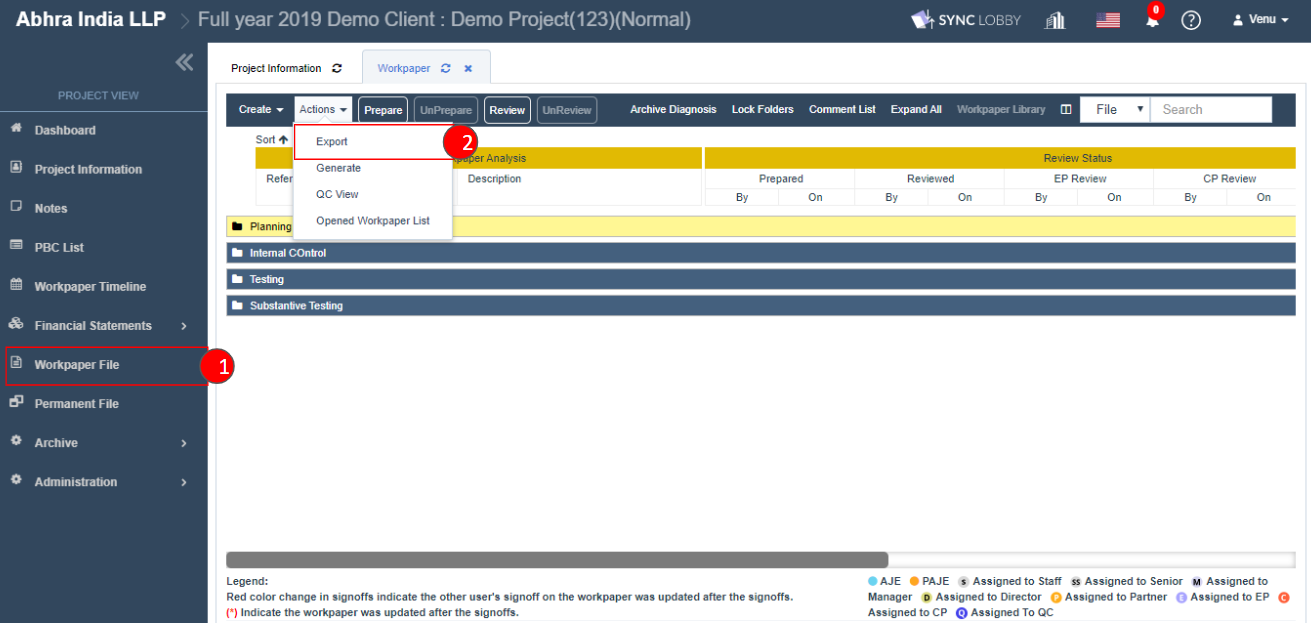 Abhra India LLP > Full year 2019 Demo Client : Demo Project(123)(Normal) SYNC LOBBY 0 ? Venu
Project Information Workpaper ×
PROJECT VIEW
Dashboard
Project Information
Notes
PBC List
Workpaper Timeline
Financial Statements >
Workpaper File 1
Permanent File
Archive >
Administration >
Create Actions Prepare UnPrepare Review UnReview Archive Diagnosis Lock Folders Comment List Expand All Workpaper Library File Search
Sort
Export 2
Generate
QC View
Opened Workpaper List
Analysis Review Status
Description Prepared Reviewed EP Review CP Review
By On By On By On By On
Planning
Internal COntrol
Testing
Substantive Testing
Legend:
Red color change in signoffs indicate the other user's signoff on the workpaper was updated after the signoffs.
(*) Indicate the workpaper was updated after the signoffs.
AJE PAJE S Assigned to Staff SS Assigned to Senior M Assigned to
Manager D Assigned to Director P Assigned to Partner E Assigned to EP C
Assigned to CP Q Assigned To QC